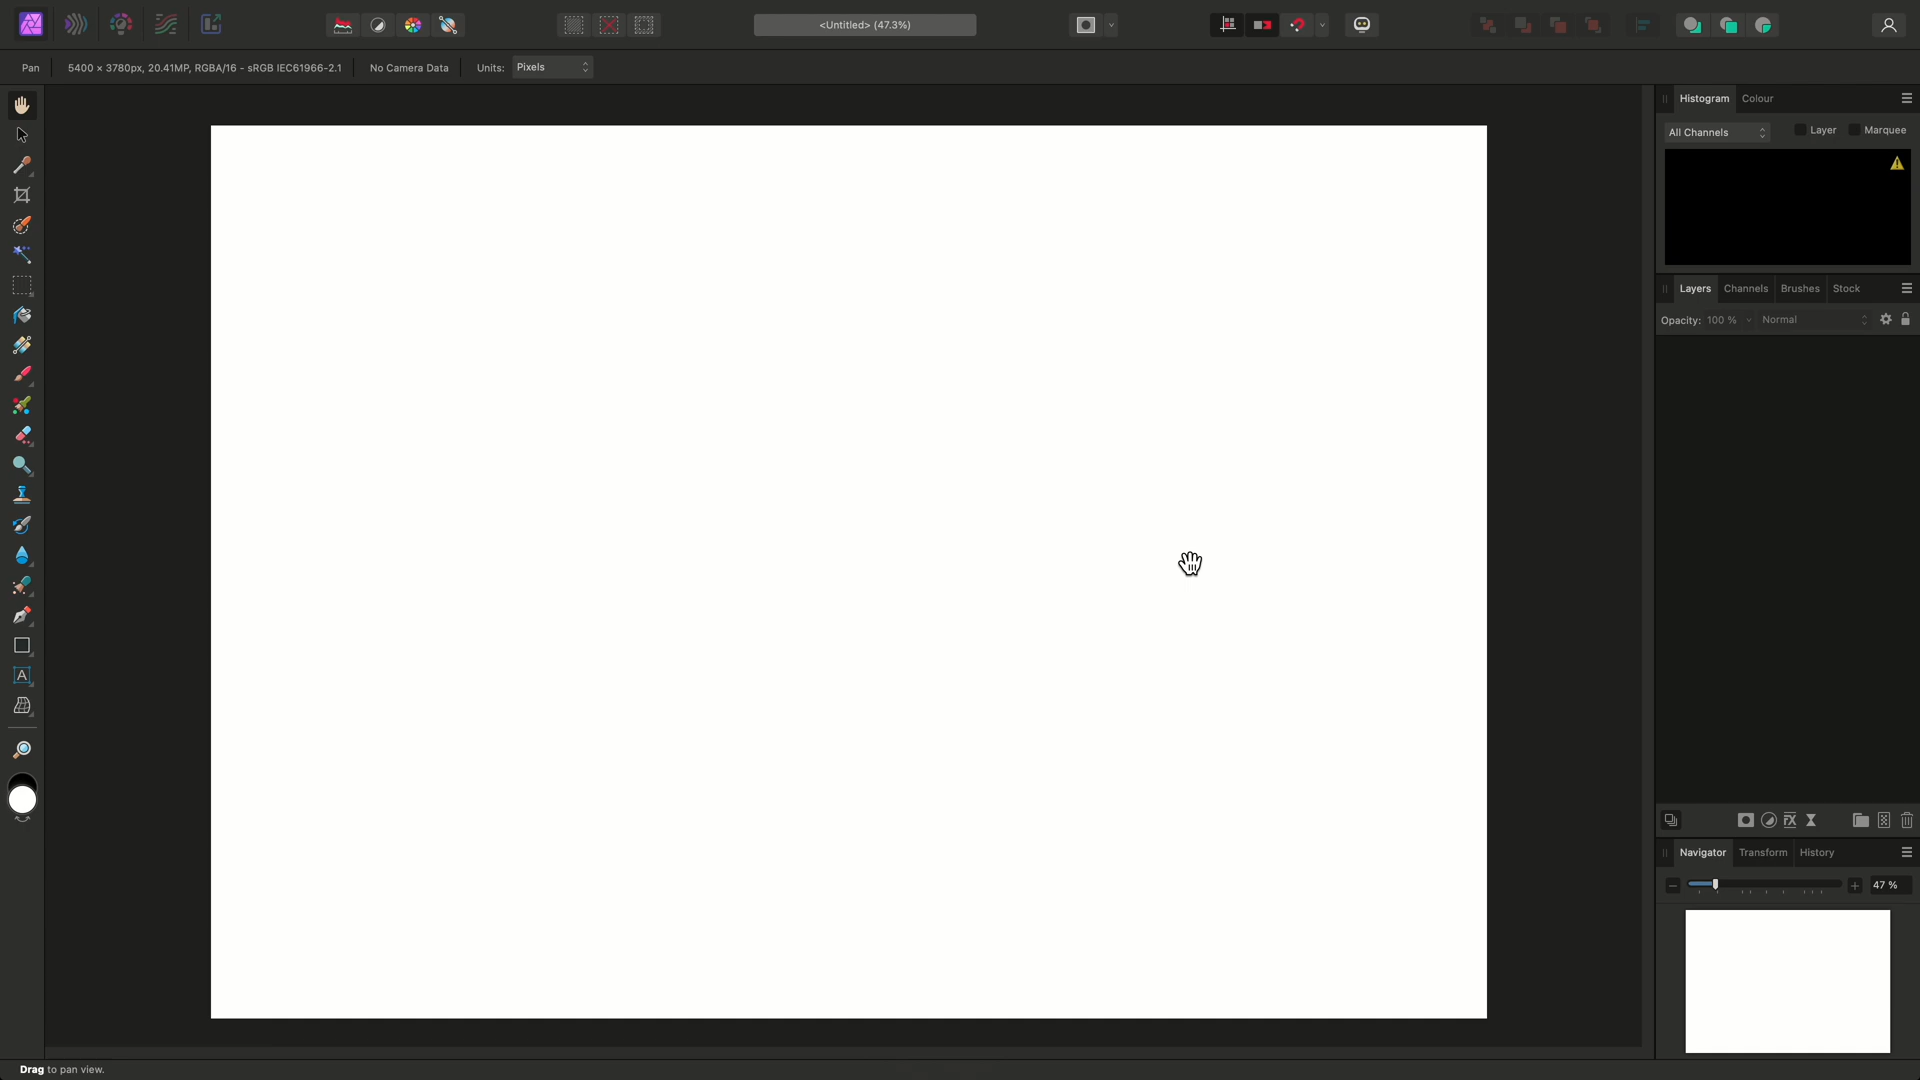 <Untitled> (47.3%)
Pan
5400 × 3780px, 20.41MP, RGBA/16 - sRGB IEC61966-2.1
No Camera Data
Units:
Pixels
Histogram
Colour
All Channels
Layer
Marquee
Layers
Channels
Brushes
Stock
Opacity:
100 %
Normal
Navigator
Transform
History
47 %
Drag to pan view.